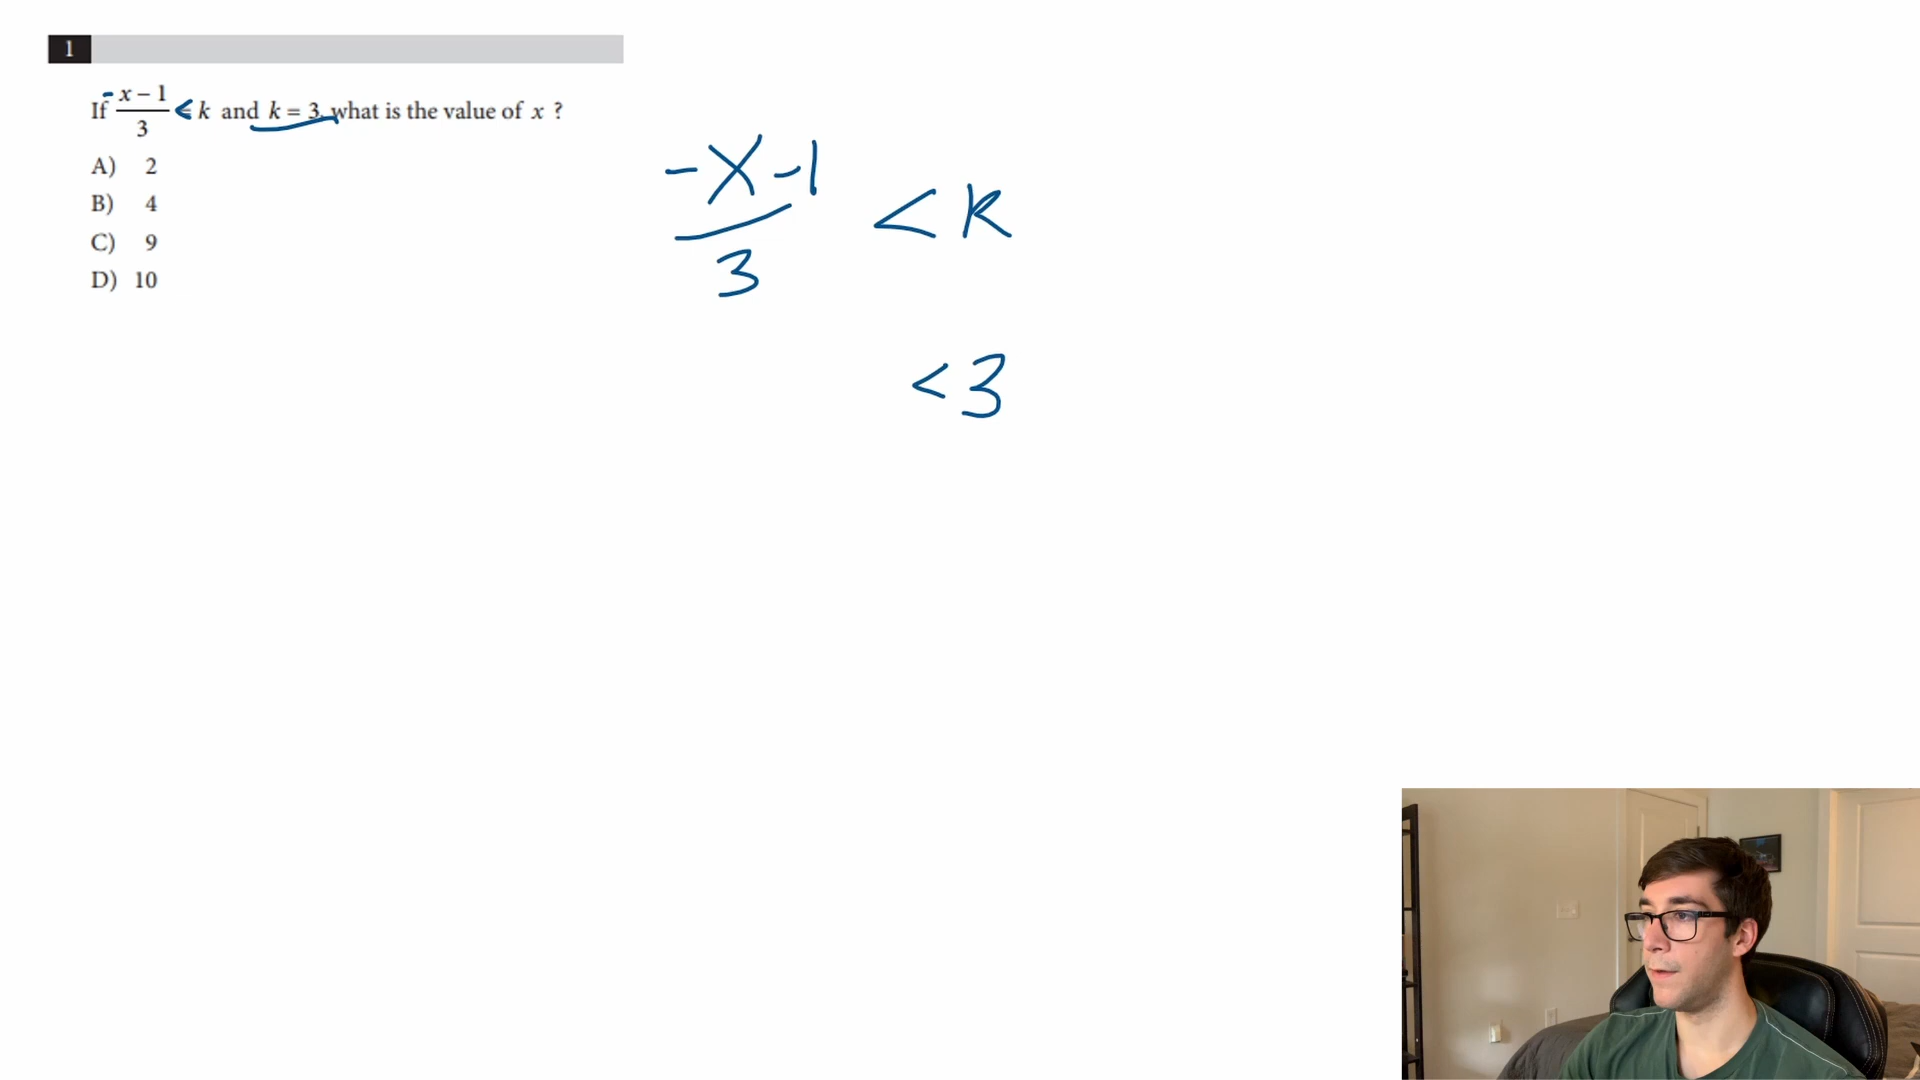 1
If -x – 1 / 3 < k and k = 3, what is the value of x ?
A) 2
B) 4
C) 9
D) 10
-x-1 / 3 < k
< 3